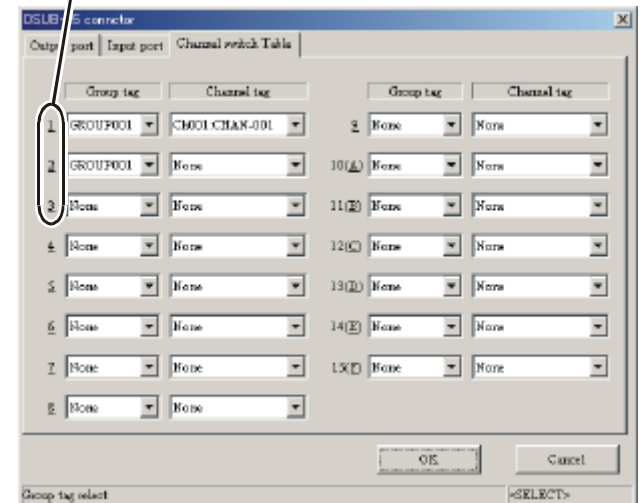 DSUB-25 connector
Output port Input port Channel switch Table
Group tag Channel tag Group tag Channel tag
1 GROUP001 Ch001:CHAN-001 9 None None
2 GROUP001 None 10(A) None None
3 None None 11(B) None None
4 None None 12(C) None None
5 None None 13(D) None None
6 None None 14(E) None None
7 None None 15(F) None None
8 None None
OK Cancel
Group tag select <SELECT>